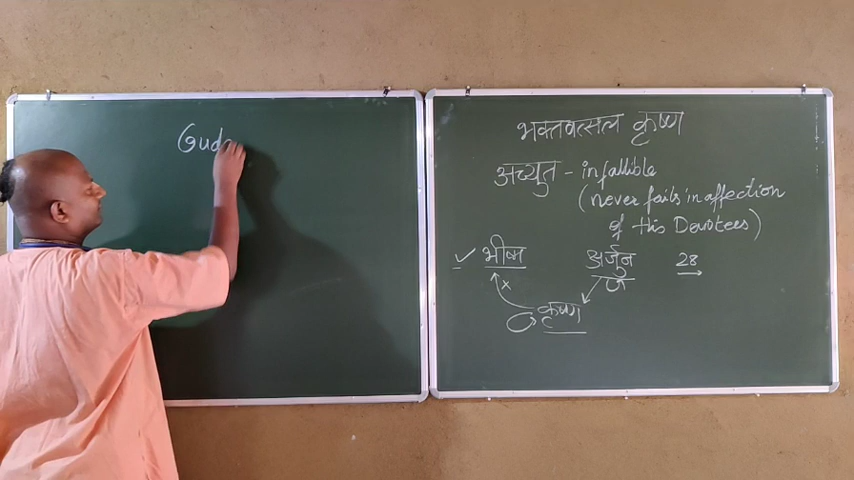 Gud
भक्तवत्सल कृष्ण
अच्युत - infallible
(never fails in affection
of His Devotees)
✓ भीष्म अर्जुन 28
x
कृष्ण